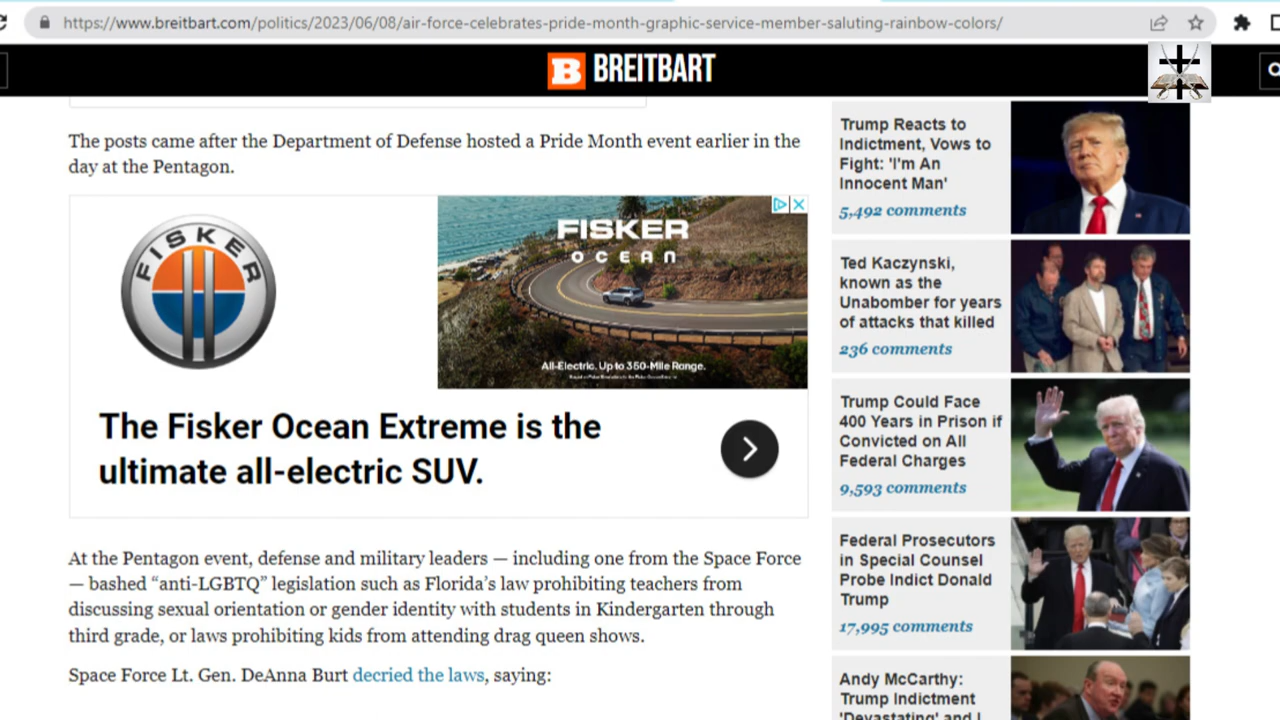 https://www.breitbart.com/politics/2023/06/08/air-force-celebrates-pride-month-graphic-service-member-saluting-rainbow-colors/
B BREITBART
The posts came after the Department of Defense hosted a Pride Month event earlier in the
day at the Pentagon.
FISKER
FISKER
OCEAN
All-Electric. Up to 350-Mile Range.
The Fisker Ocean Extreme is the
ultimate all-electric SUV.
At the Pentagon event, defense and military leaders — including one from the Space Force
— bashed “anti-LGBTQ” legislation such as Florida’s law prohibiting teachers from
discussing sexual orientation or gender identity with students in Kindergarten through
third grade, or laws prohibiting kids from attending drag queen shows.
Space Force Lt. Gen. DeAnna Burt decried the laws, saying:
Trump Reacts to
Indictment, Vows to
Fight: 'I'm An
Innocent Man'
5,492 comments
Ted Kaczynski,
known as the
Unabomber for years
of attacks that killed
236 comments
Trump Could Face
400 Years in Prison if
Convicted on All
Federal Charges
9,593 comments
Federal Prosecutors
in Special Counsel
Probe Indict Donald
Trump
17,995 comments
Andy McCarthy:
Trump Indictment
'Devastating' and I